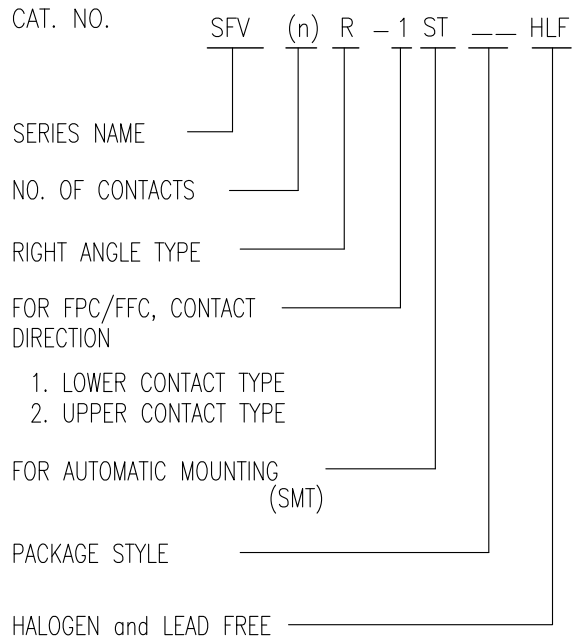 CAT. NO.
SFV (n) R - 1 ST __ HLF
SERIES NAME
NO. OF CONTACTS
RIGHT ANGLE TYPE
FOR FPC/FFC, CONTACT
DIRECTION
1. LOWER CONTACT TYPE
2. UPPER CONTACT TYPE
FOR AUTOMATIC MOUNTING
(SMT)
PACKAGE STYLE
HALOGEN and LEAD FREE